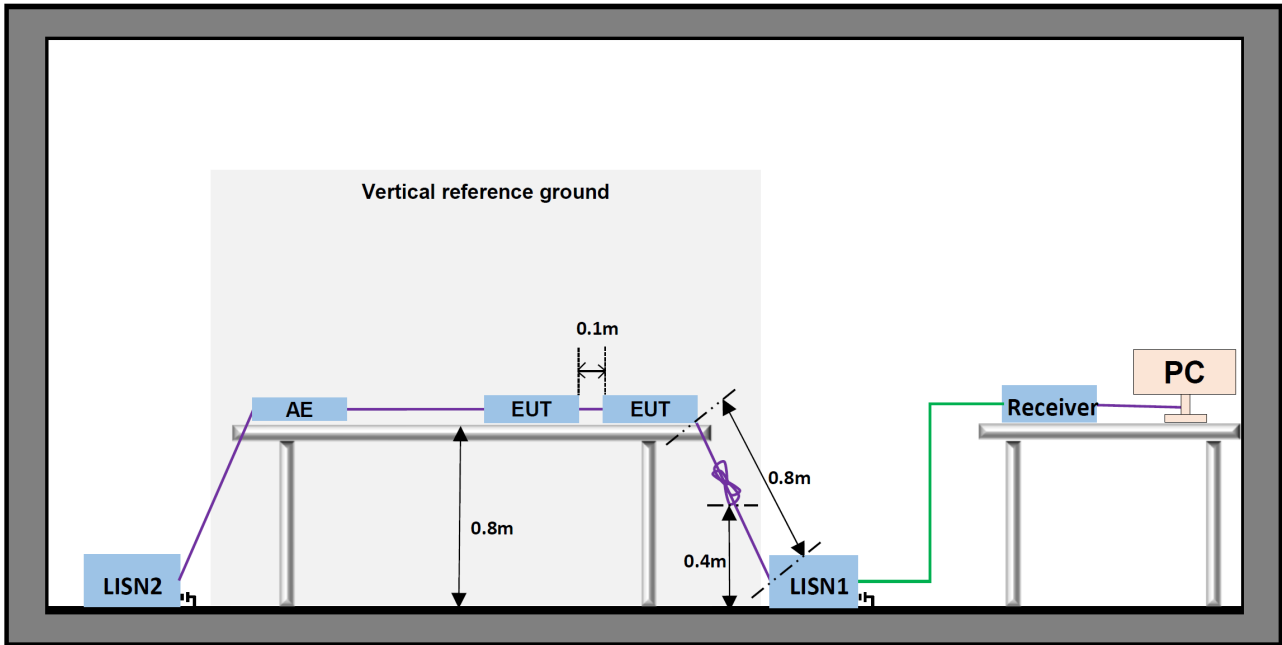 Vertical reference ground
0.1m
AE
EUT
EUT
Receiver
PC
0.8m
0.8m
0.4m
LISN2
LISN1